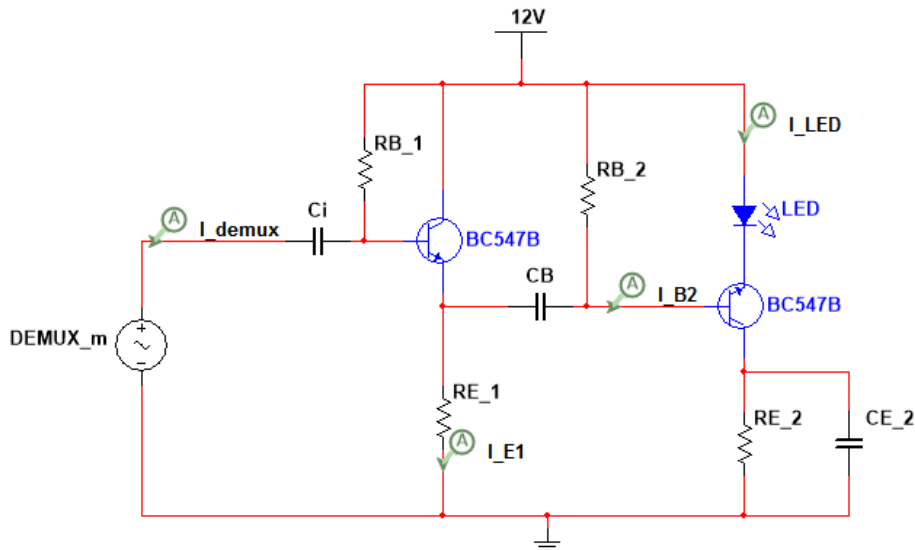 12V
A
I_LED
RB_1
RB_2
A
I_demux
Ci
LED
BC547B
CB
A
I_B2
BC547B
DEMUX_m
RE_1
A
I_E1
RE_2
CE_2